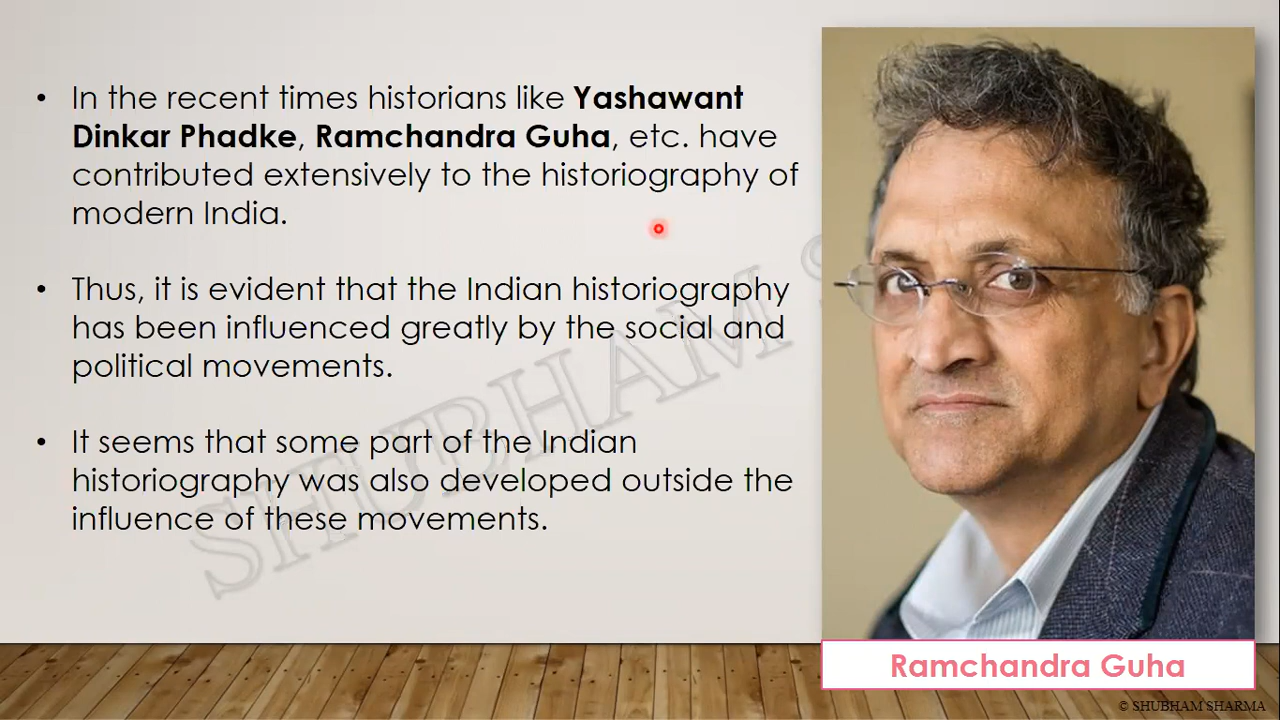 • In the recent times historians like Yashawant
Dinkar Phadke, Ramchandra Guha, etc. have
contributed extensively to the historiography of
modern India.
• Thus, it is evident that the Indian historiography
has been influenced greatly by the social and
political movements.
• It seems that some part of the Indian
historiography was also developed outside the
influence of these movements.
SHUBHAM S
Ramchandra Guha
© SHUBHAM SHARMA